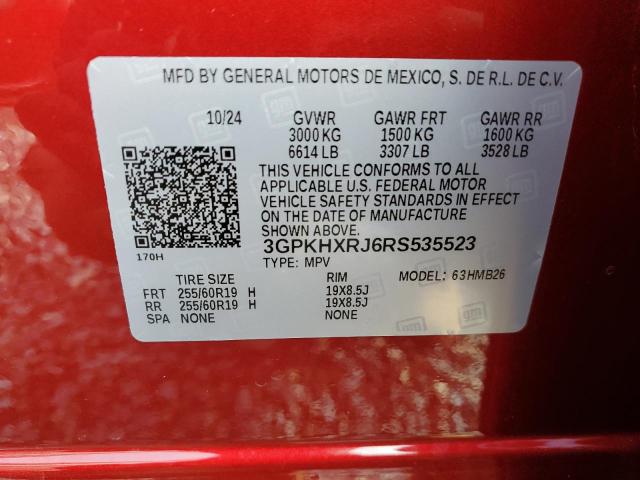 MFD BY GENERAL MOTORS DE MEXICO, S. DE R.L. DE C.V.
10/24 GVWR GAWR FRT GAWR RR
3000 KG 1500 KG 1600 KG
6614 LB 3307 LB 3528 LB
THIS VEHICLE CONFORMS TO ALL
APPLICABLE U.S. FEDERAL MOTOR
VEHICLE SAFETY STANDARDS IN EFFECT
ON THE DATE OF MANUFACTURE
SHOWN ABOVE.
170H 3GPKHXRJ6RS535523
TYPE: MPV MODEL: 63HMB26
TIRE SIZE RIM
FRT 255/60R19 H 19X8.5J
RR 255/60R19 H 19X8.5J
SPA NONE NONE